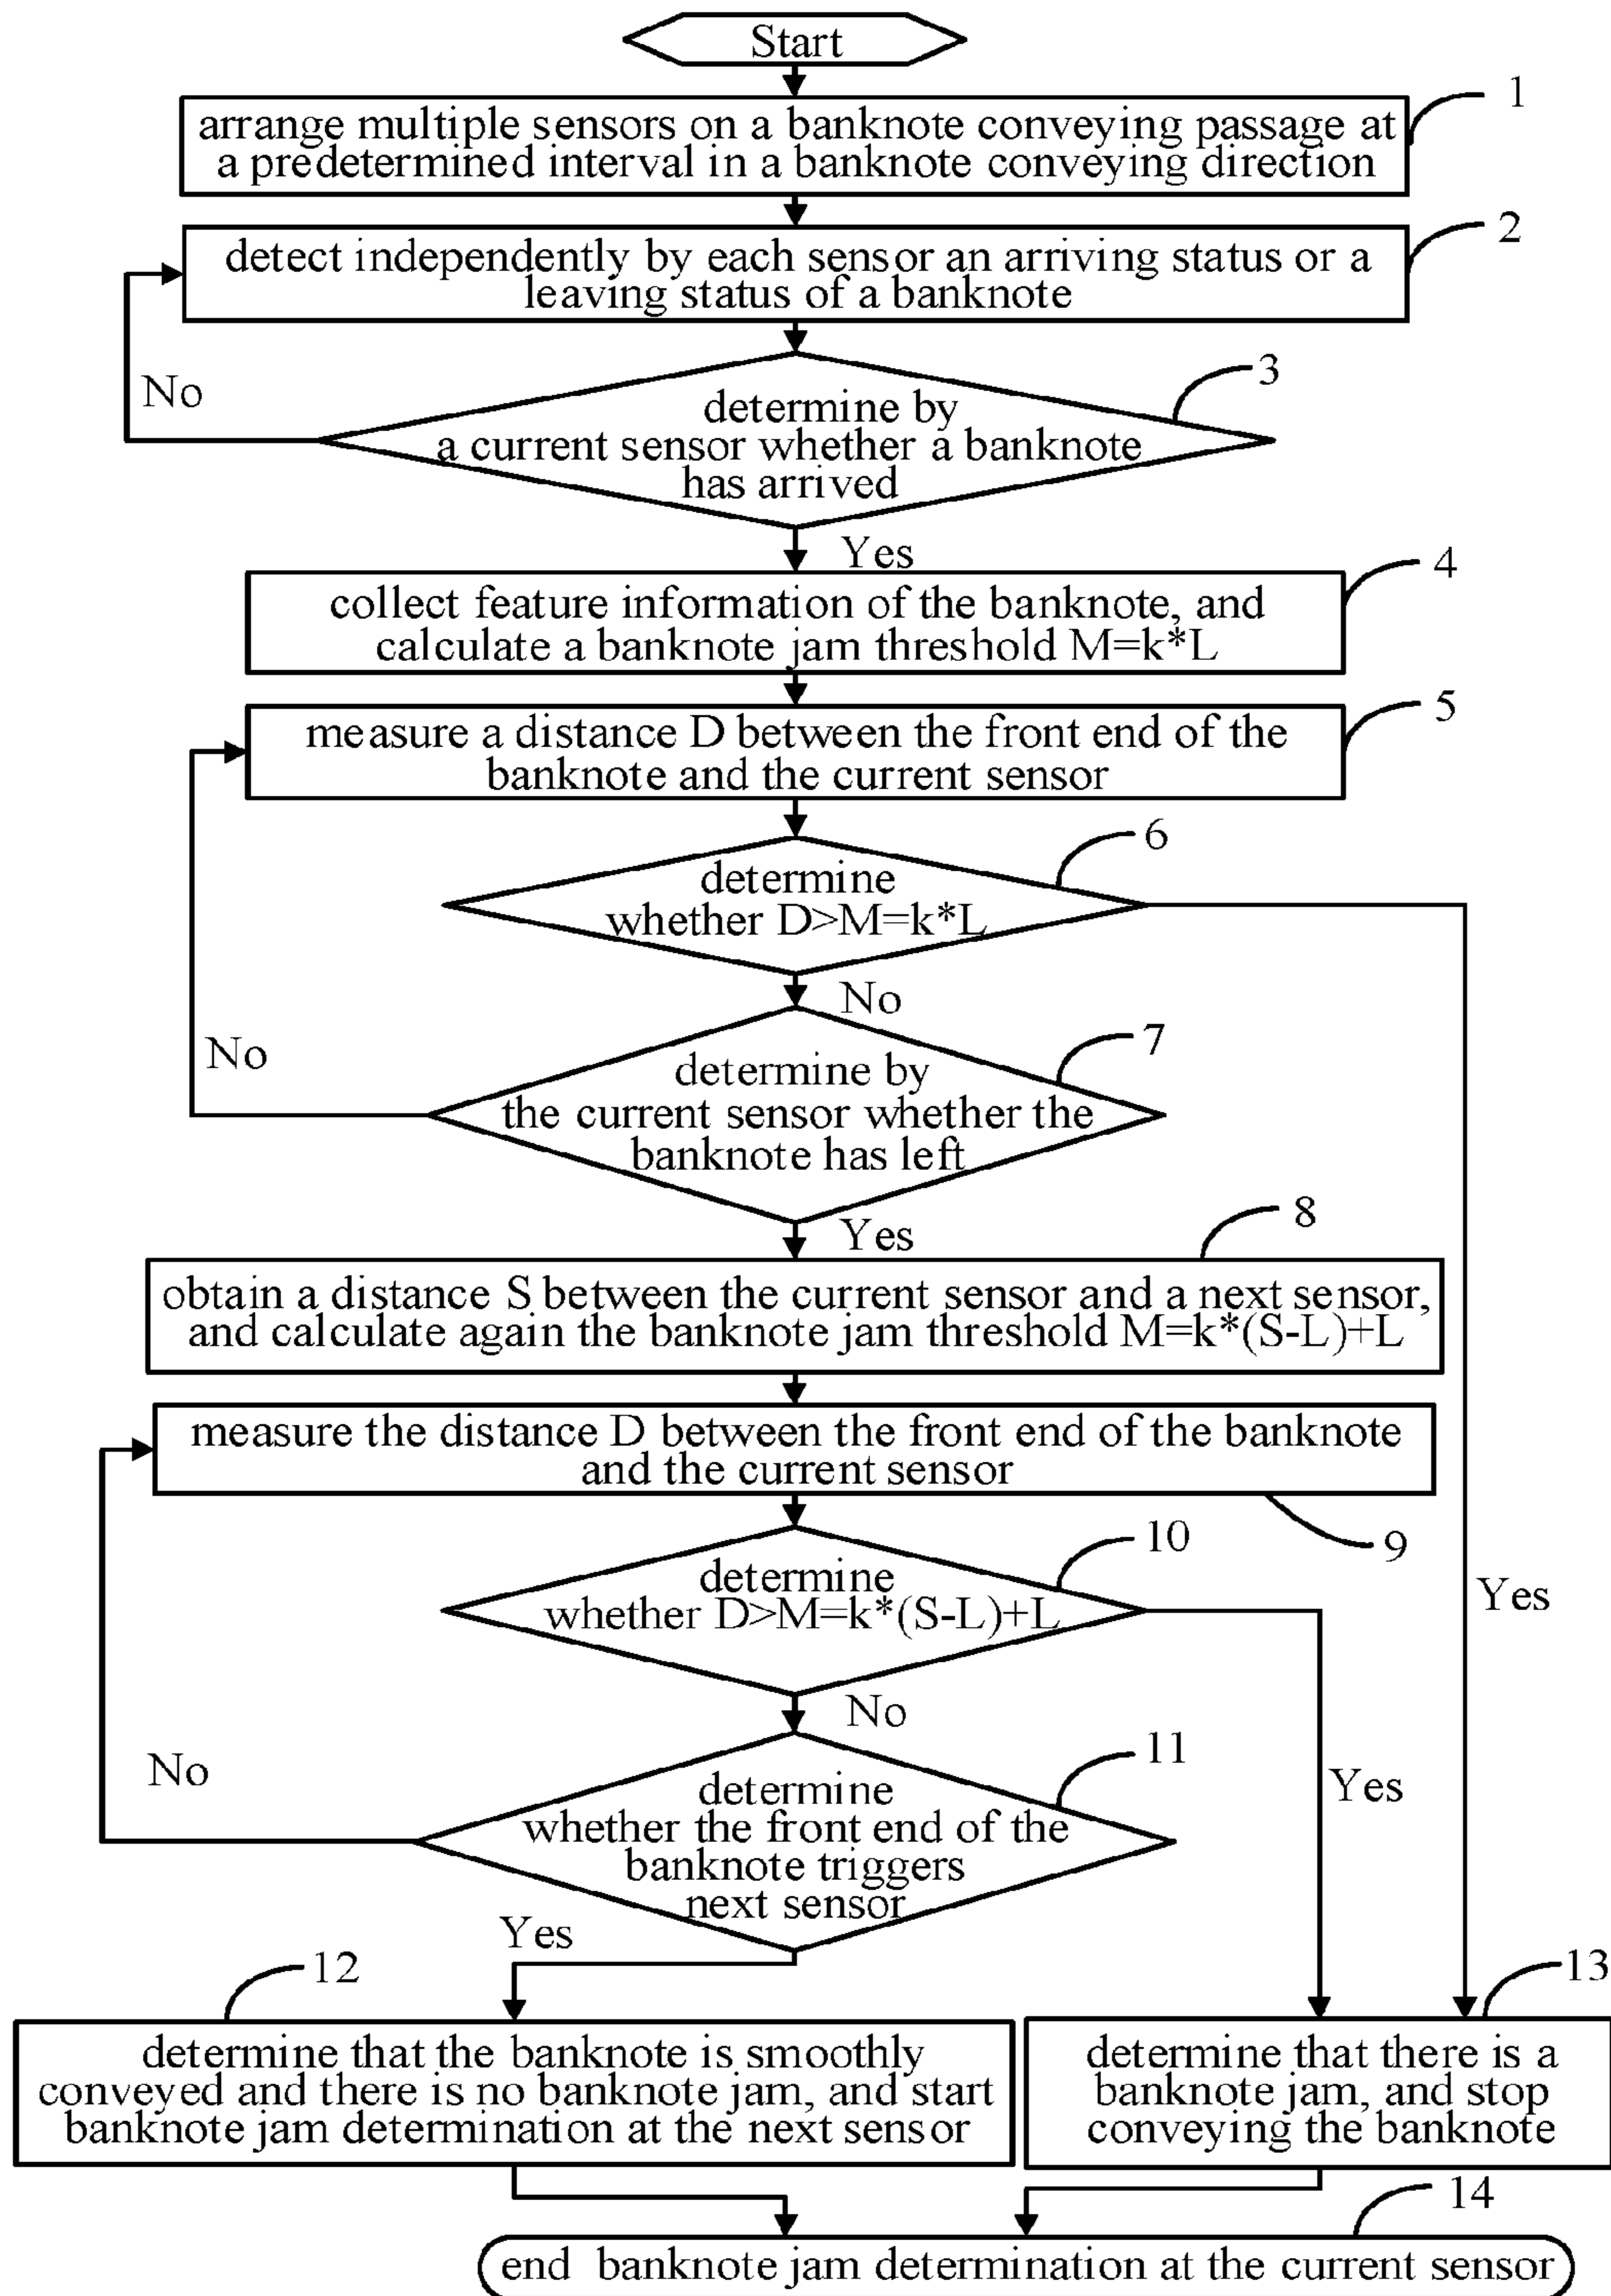 Start
1
arrange multiple sensors on a banknote conveying passage at
a predetermined interval in a banknote conveying direction
2
detect independently by each sensor an arriving status or a
leaving status of a banknote
3
No
determine by
a current sensor whether a banknote
has arrived
Yes
4
collect feature information of the banknote, and
calculate a banknote jam threshold M=k*L
5
measure a distance D between the front end of the
banknote and the current sensor
6
determine
whether D>M=k*L
No
7
No
determine by
the current sensor whether the
banknote has left
Yes
8
obtain a distance S between the current sensor and a next sensor,
and calculate again the banknote jam threshold M=k*(S-L)+L
measure the distance D between the front end of the banknote
and the current sensor
9
10
determine
whether D>M=k*(S-L)+L
Yes
No
11
No
Yes
determine
whether the front end of the
banknote triggers
next sensor
Yes
12
13
determine that the banknote is smoothly
conveyed and there is no banknote jam, and start
banknote jam determination at the next sensor
determine that there is a
banknote jam, and stop
conveying the banknote
14
end banknote jam determination at the current sensor